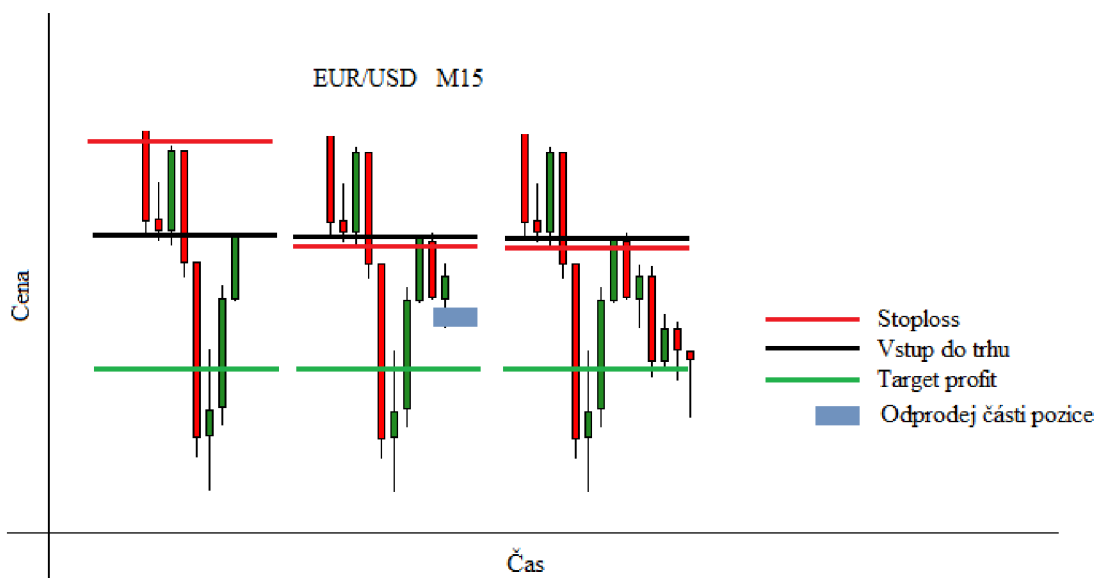 EUR/USD M15
Cena
Stoploss
Vstup do trhu
Target profit
Odprodej části pozice
Čas